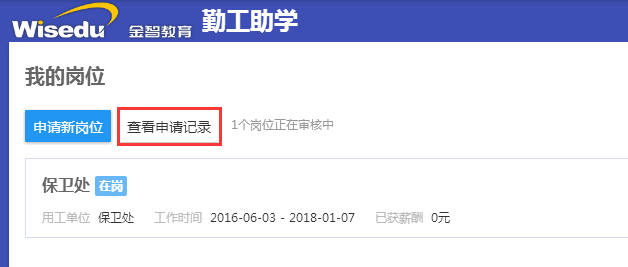 Wisedu 金智教育 勤工助学
我的岗位
申请新岗位 查看申请记录 1个岗位正在审核中
保卫处 在岗
用工单位 保卫处 工作时间 2016-06-03 - 2018-01-07 已获薪酬 0元